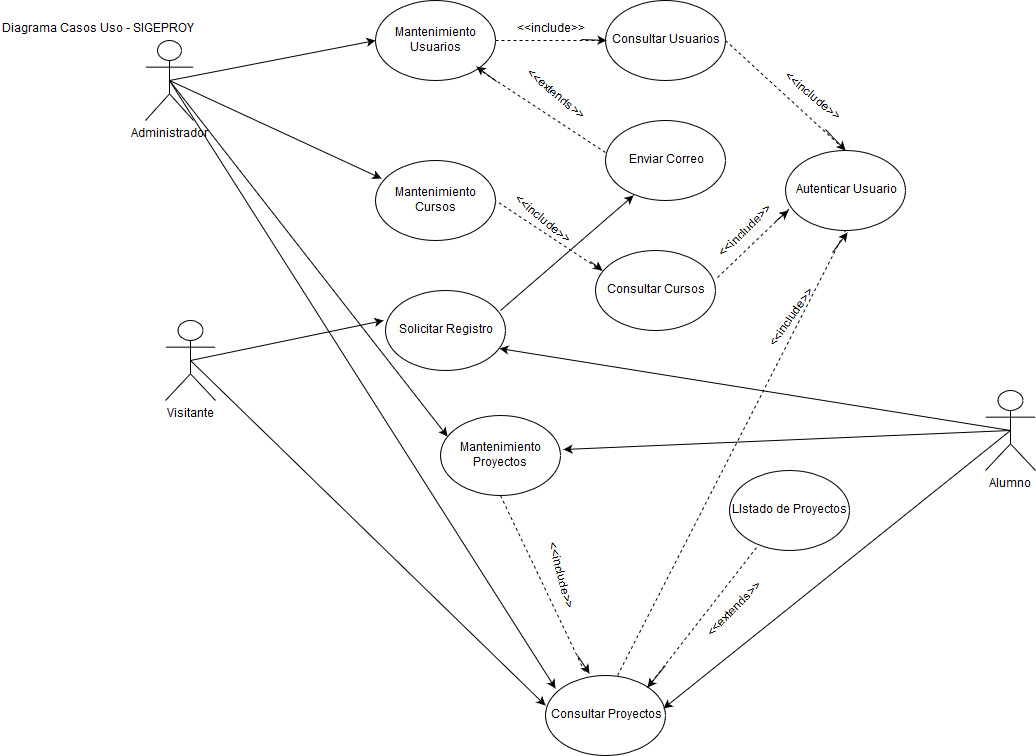 Diagrama Casos Uso - SIGEPROY
Mantenimiento
Usuarios
<<include>>
Consultar Usuarios
<<include>>
<<extends>>
Administrador
Enviar Correo
Mantenimiento
Cursos
Autenticar Usuario
<<include>>
<<include>>
Consultar Cursos
Solicitar Registro
<<include>>
Visitante
Mantenimiento
Proyectos
Alumno
LIstado de Proyectos
<<include>>
<<extends>>
Consultar Proyectos